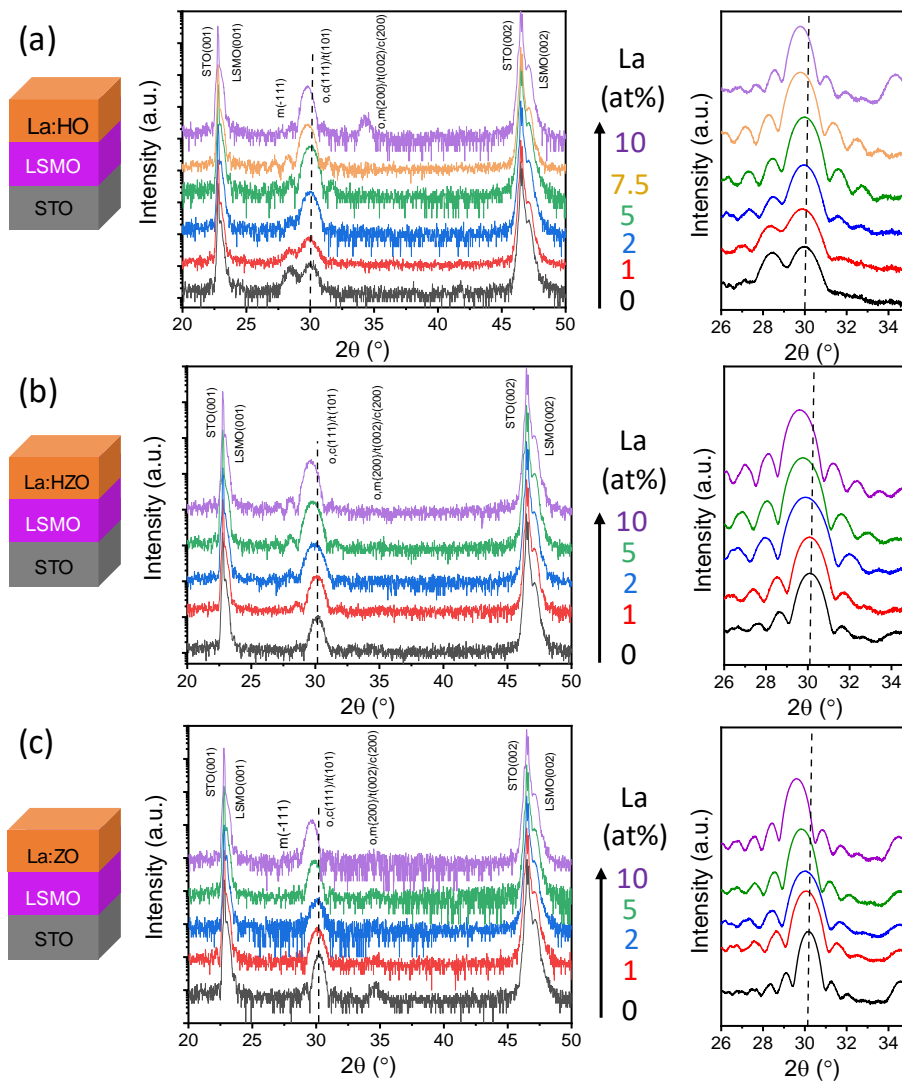 (a)
La:HO
LSMO
STO
Intensity (a.u.)
STO(001)
LSMO(001)
m(-111)
o,c(111)/t(101)
o,m(200)/t(002)/c(200)
STO(002)
LSMO(002)
20 25 30 35 40 45 50
2θ (°)
La
(at%)
10
7.5
5
2
1
0
Intensity (a.u.)
26 28 30 32 34
2θ (°)
(b)
La:HZO
LSMO
STO
Intensity (a.u.)
STO(001)
LSMO(001)
o,c(111)/t(101)
o,m(200)/t(002)/c(200)
STO(002)
LSMO(002)
20 25 30 35 40 45 50
2θ (°)
La
(at%)
10
5
2
1
0
Intensity (a.u.)
26 28 30 32 34
2θ (°)
(c)
La:ZO
LSMO
STO
Intensity (a.u.)
STO(001)
LSMO(001)
m(-111)
o,c(111)/t(101)
o,m(200)/t(002)/c(200)
STO(002)
LSMO(002)
20 25 30 35 40 45 50
2θ (°)
La
(at%)
10
5
2
1
0
Intensity (a.u.)
26 28 30 32 34
2θ (°)